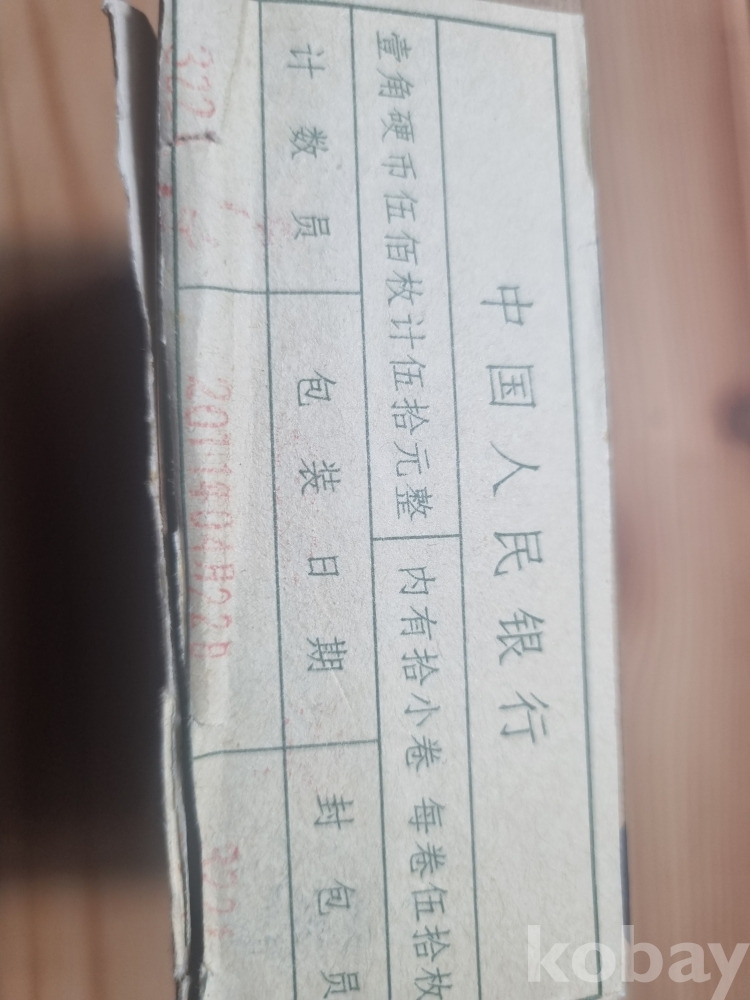 中国人民银行
壹角硬币伍佰枚计伍拾元整 内有拾小卷 每卷伍拾枚
计数员 包装日期 封包员
3221
kobay